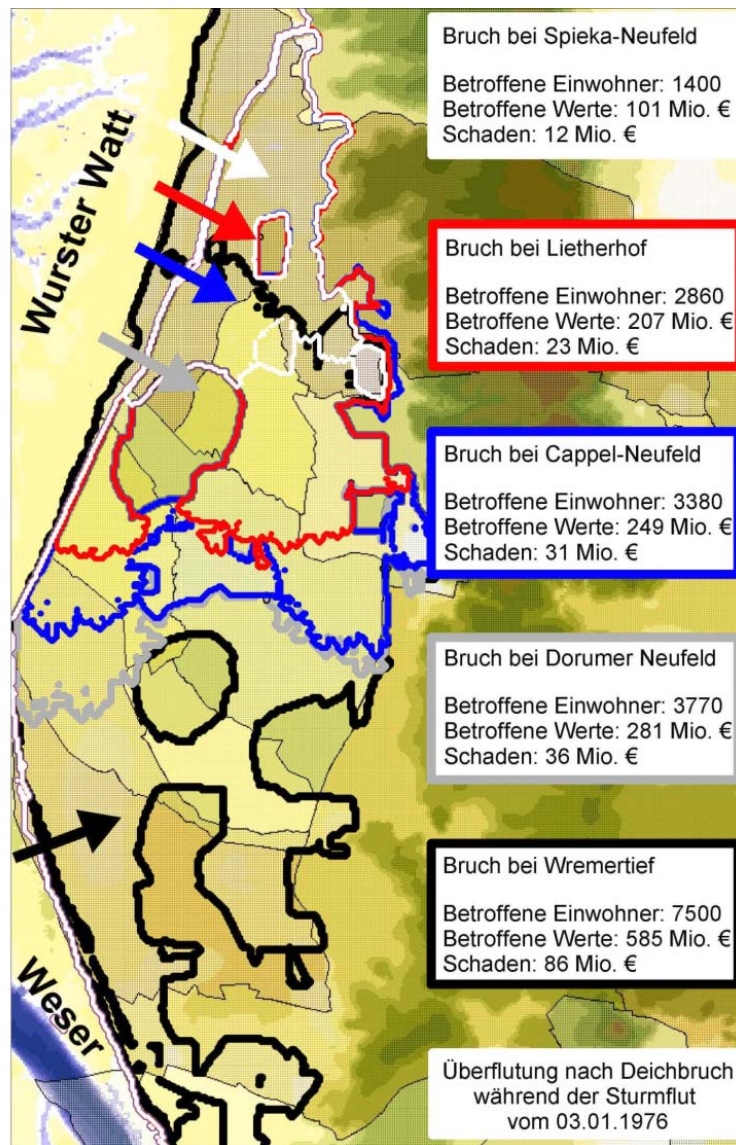 Bruch bei Spieka-Neufeld
Betroffene Einwohner: 1400
Betroffene Werte: 101 Mio. €
Schaden: 12 Mio. €
Wurster Watt
Bruch bei Lietherhof
Betroffene Einwohner: 2860
Betroffene Werte: 207 Mio. €
Schaden: 23 Mio. €
Bruch bei Cappel-Neufeld
Betroffene Einwohner: 3380
Betroffene Werte: 249 Mio. €
Schaden: 31 Mio. €
Bruch bei Dorumer Neufeld
Betroffene Einwohner: 3770
Betroffene Werte: 281 Mio. €
Schaden: 36 Mio. €
Bruch bei Wremertief
Betroffene Einwohner: 7500
Betroffene Werte: 585 Mio. €
Schaden: 86 Mio. €
Weser
Überflutung nach Deichbruch
während der Sturmflut
vom 03.01.1976